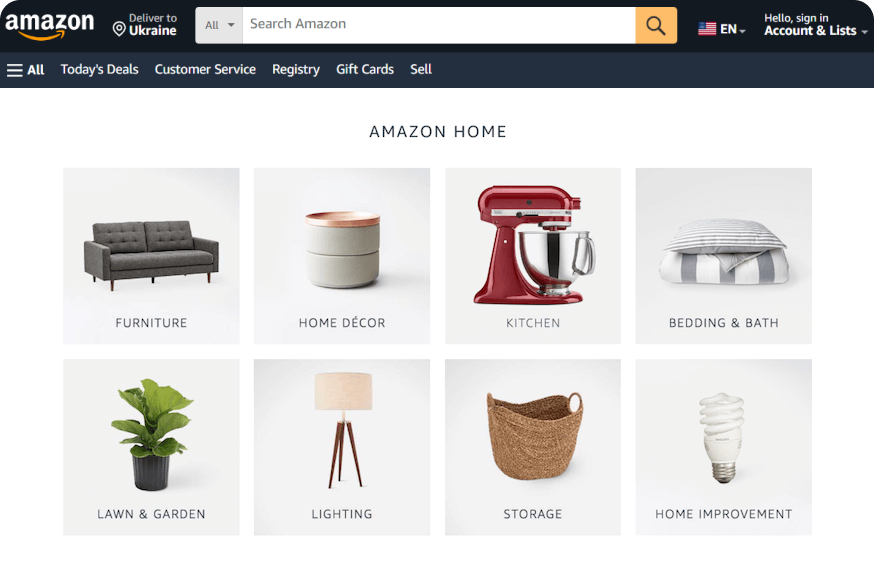 amazon
Deliver to
Ukraine
All
Search Amazon
EN
Hello, sign in
Account & Lists
All
Today's Deals
Customer Service
Registry
Gift Cards
Sell
AMAZON HOME
FURNITURE
HOME DÉCOR
KITCHEN
BEDDING & BATH
LAWN & GARDEN
LIGHTING
STORAGE
HOME IMPROVEMENT